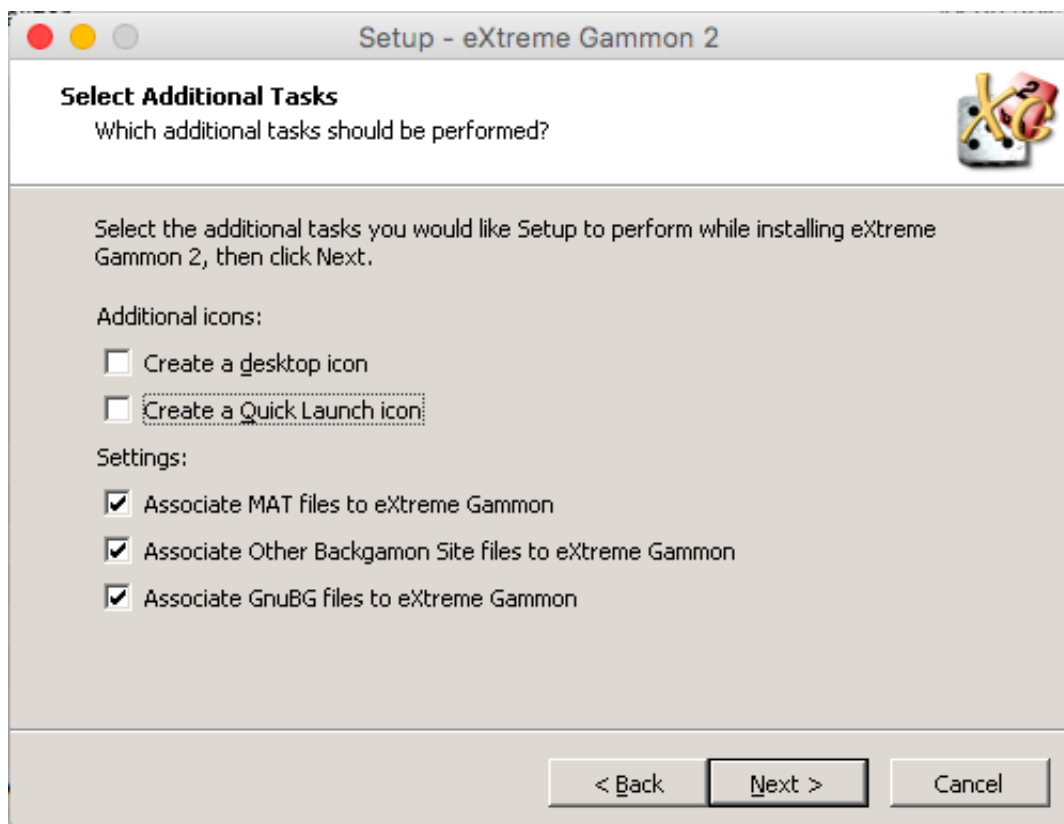 Setup - eXtreme Gammon 2
Select Additional Tasks
Which additional tasks should be performed?
XG
2
Select the additional tasks you would like Setup to perform while installing eXtreme
Gammon 2, then click Next.
Additional icons:
Create a desktop icon
Create a Quick Launch icon
Settings:
Associate MAT files to eXtreme Gammon
Associate Other Backgamon Site files to eXtreme Gammon
Associate GnuBG files to eXtreme Gammon
< Back
Next >
Cancel